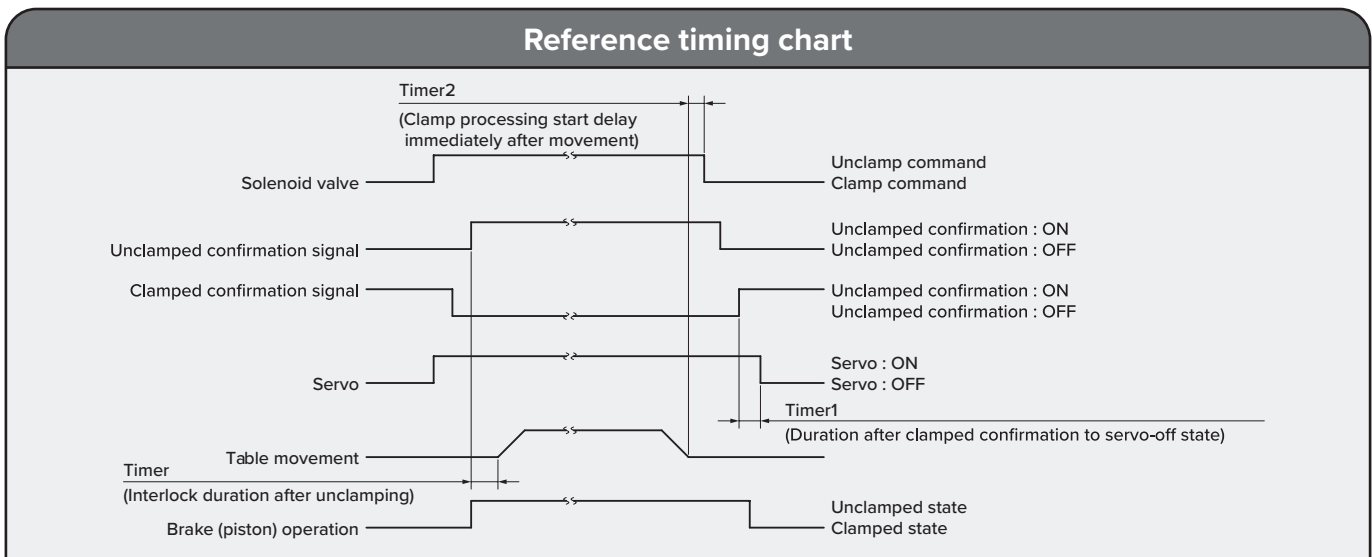 Reference timing chart
Timer2
(Clamp processing start delay
immediately after movement)
Solenoid valve
Unclamp command
Clamp command
Unclamped confirmation signal
Unclamped confirmation : ON
Unclamped confirmation : OFF
Clamped confirmation signal
Unclamped confirmation : ON
Unclamped confirmation : OFF
Servo
Servo : ON
Servo : OFF
Timer1
(Duration after clamped confirmation to servo-off state)
Table movement
Timer
(Interlock duration after unclamping)
Brake (piston) operation
Unclamped state
Clamped state